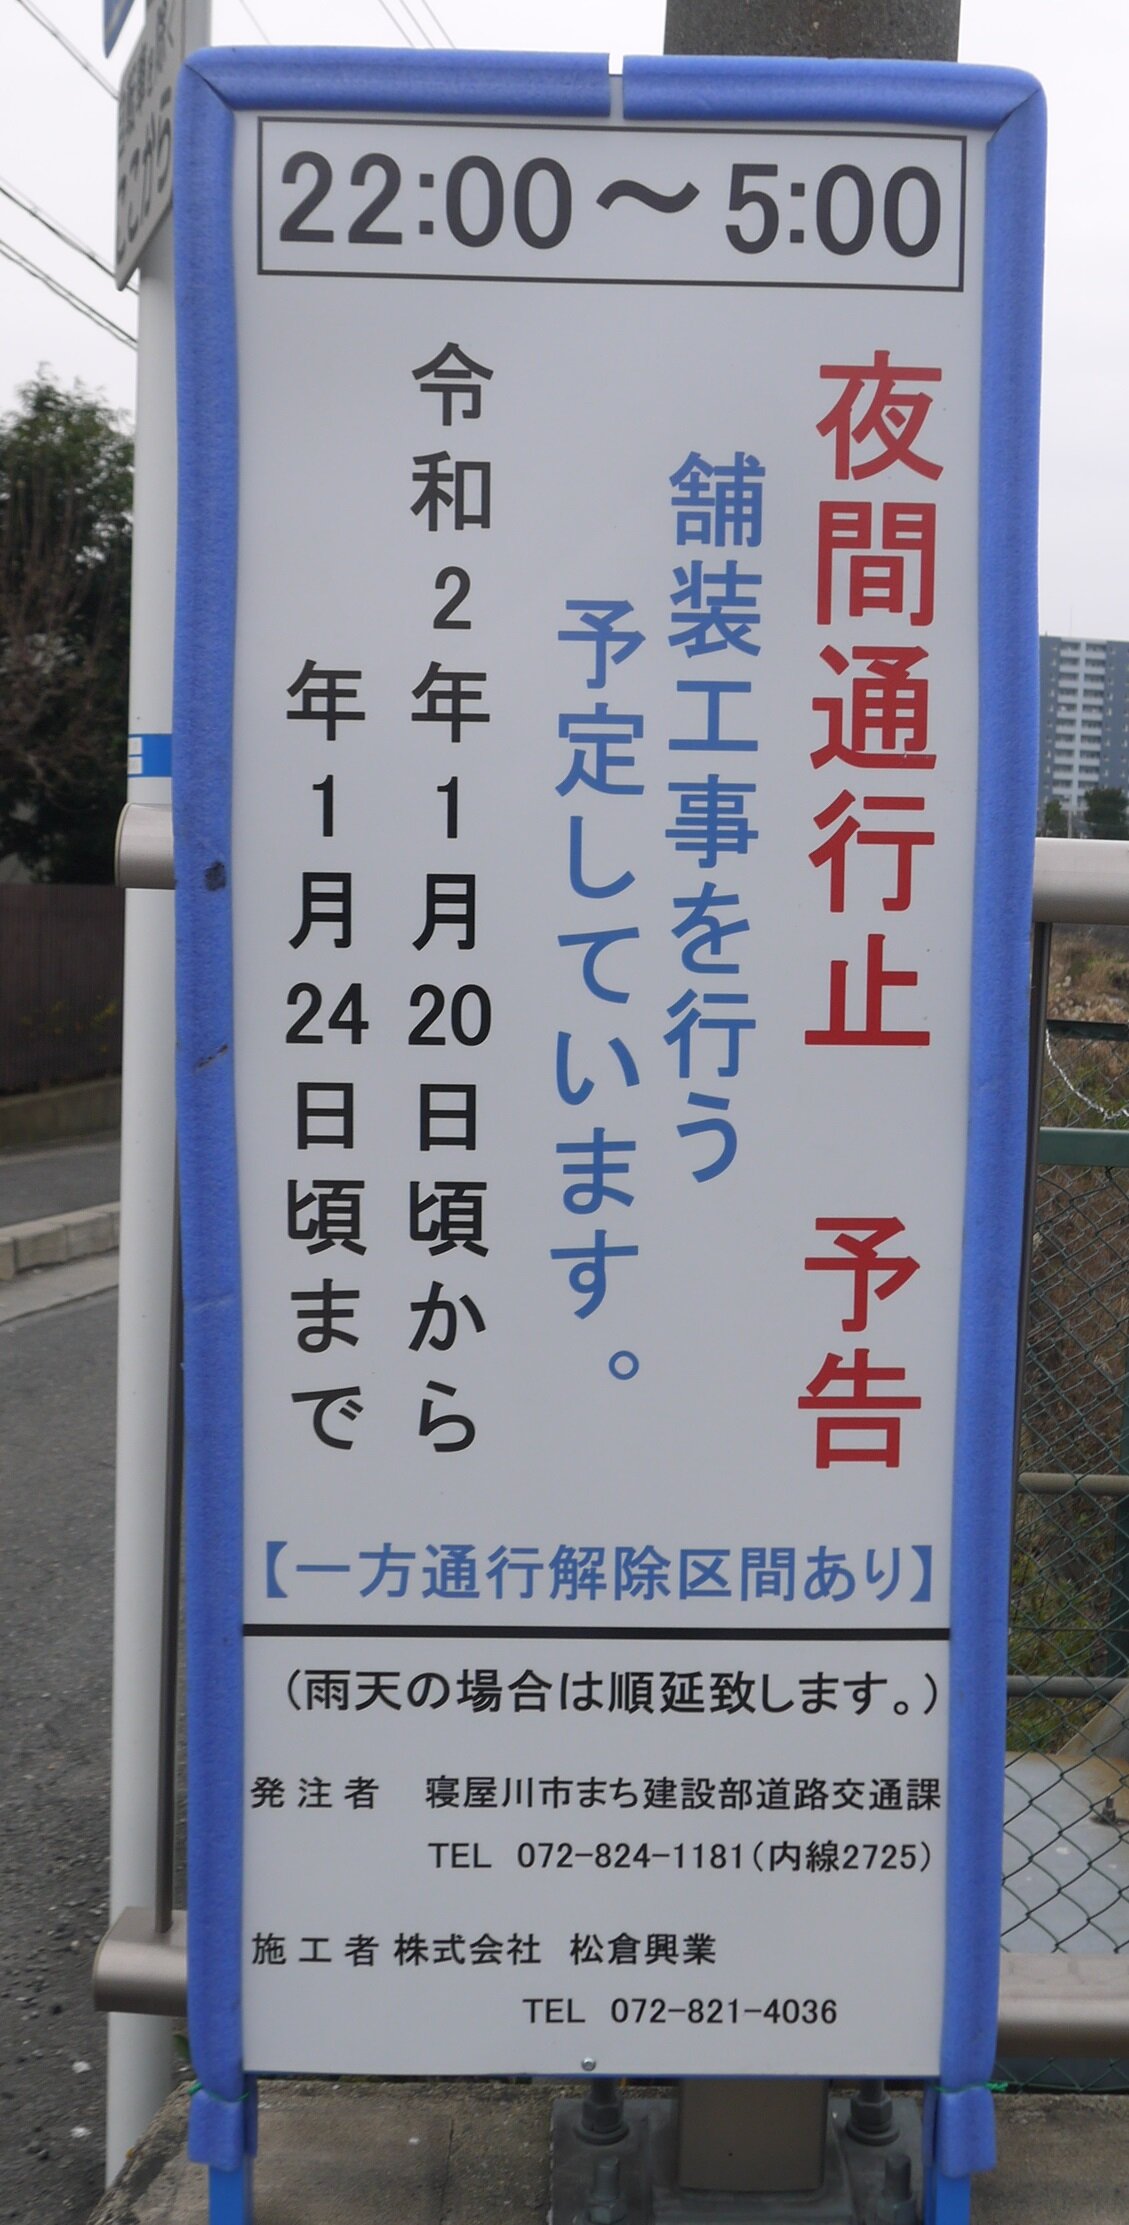 22:00～5:00
夜間通行止 予告
舗装工事を行う
予定しています。
令和2年1月20日頃から
年1月24日頃まで
【一方通行解除区間あり】
（雨天の場合は順延致します。）
発注者 寝屋川市まち建設部道路交通課
TEL 072-824-1181（内線2725）
施工者 株式会社 松倉興業
TEL 072-821-4036
ここから